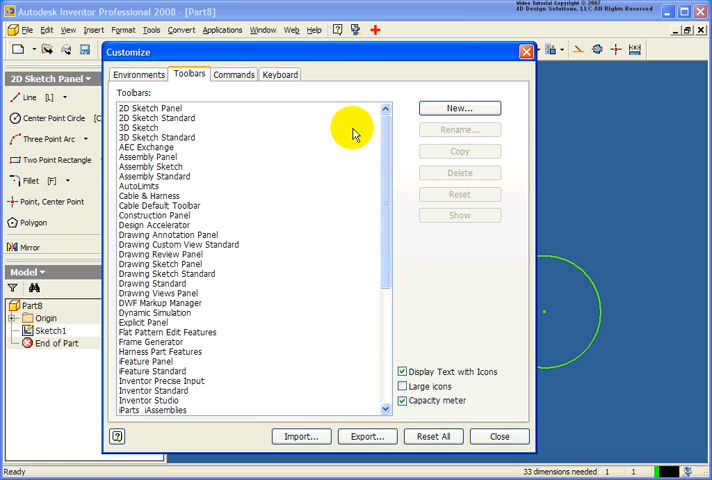 Video Tutorial Copyright © 2007
4D Design Solutions, LLC All Rights Reserved
Autodesk Inventor Professional 2008 - [Part8]
File Edit View Insert Format Tools Convert Applications Window Web Help
2D Sketch Panel
Line [L]
Center Point Circle [C
Three Point Arc
Two Point Rectangle
Fillet [F]
Point, Center Point
Polygon
Mirror
Model
Part8
Origin
Sketch1
End of Part
Customize
Environments Toolbars Commands Keyboard
Toolbars:
2D Sketch Panel
2D Sketch Standard
3D Sketch
3D Sketch Standard
AEC Exchange
Assembly Panel
Assembly Sketch
Assembly Standard
AutoLimits
Cable & Harness
Cable Default Toolbar
Construction Panel
Design Accelerator
Drawing Annotation Panel
Drawing Custom View Standard
Drawing Review Panel
Drawing Sketch Panel
Drawing Sketch Standard
Drawing Standard
Drawing Views Panel
DWF Markup Manager
Dynamic Simulation
Explicit Panel
Flat Pattern Edit Features
Frame Generator
Harness Part Features
iFeature Panel
iFeature Standard
Inventor Precise Input
Inventor Standard
Inventor Studio
iParts_iAssemblies
New...
Rename...
Copy
Delete
Reset
Show
Display Text with Icons
Large icons
Capacity meter
Import... Export... Reset All Close
Ready 33 dimensions needed 1 1